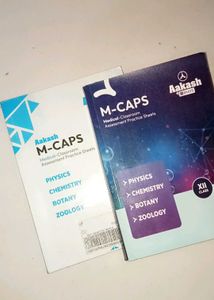 Aakash
M-CAPS
Medical-Classroom
Assessment Practice Sheets
PHYSICS
CHEMISTRY
BOTANY
ZOOLOGY
Aakash
M-CAPS
Medical-Classroom
Assessment Practice Sheets
> PHYSICS
> CHEMISTRY
> BOTANY
> ZOOLOGY
XII
CLASS